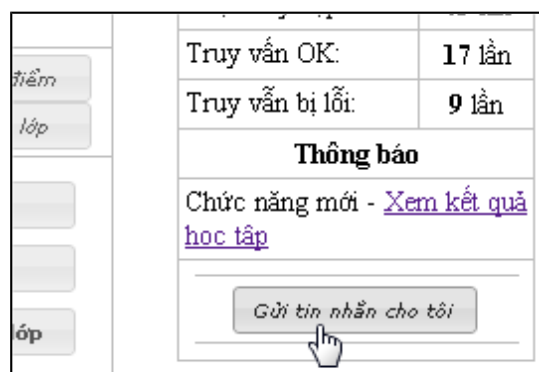 điểm
lớp
lớp
Truy vấn OK: 17 lần
Truy vẫn bị lỗi: 9 lần
Thông báo
Chức năng mới - Xem kết quả
học tập
Gửi tin nhắn cho tôi